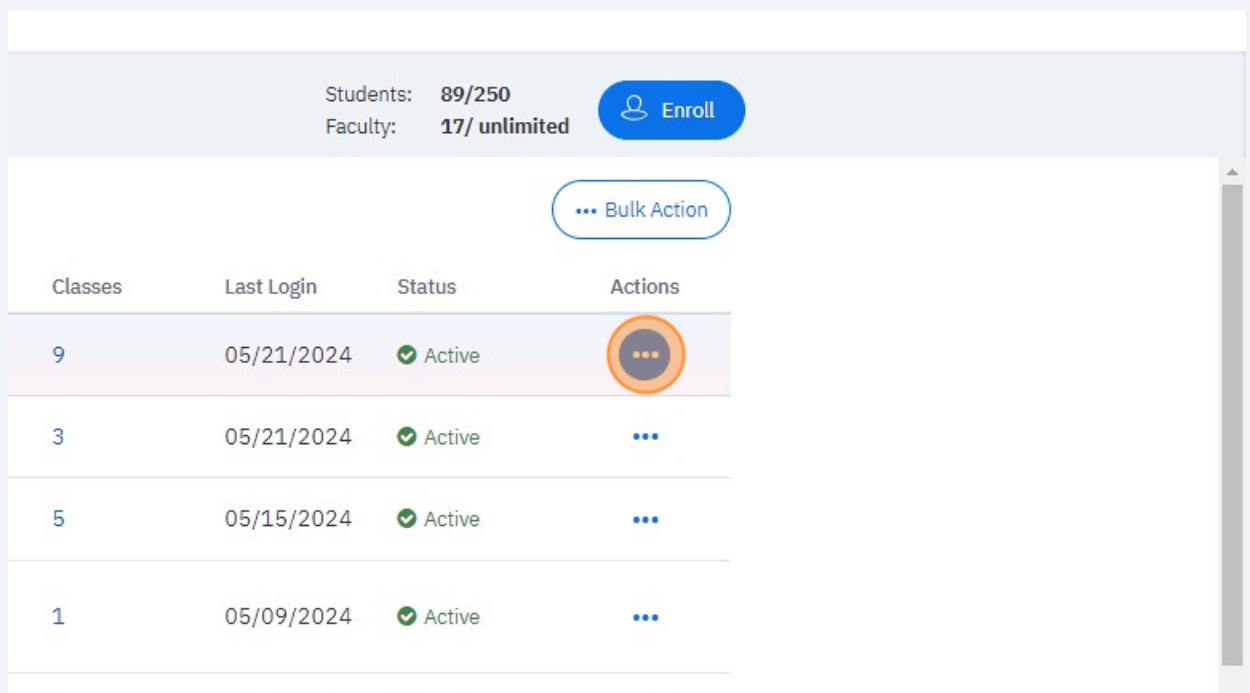 Students: 89/250
Faculty: 17/ unlimited
Enroll
••• Bulk Action
Classes Last Login Status Actions
9 05/21/2024 Active •••
3 05/21/2024 Active •••
5 05/15/2024 Active •••
1 05/09/2024 Active •••